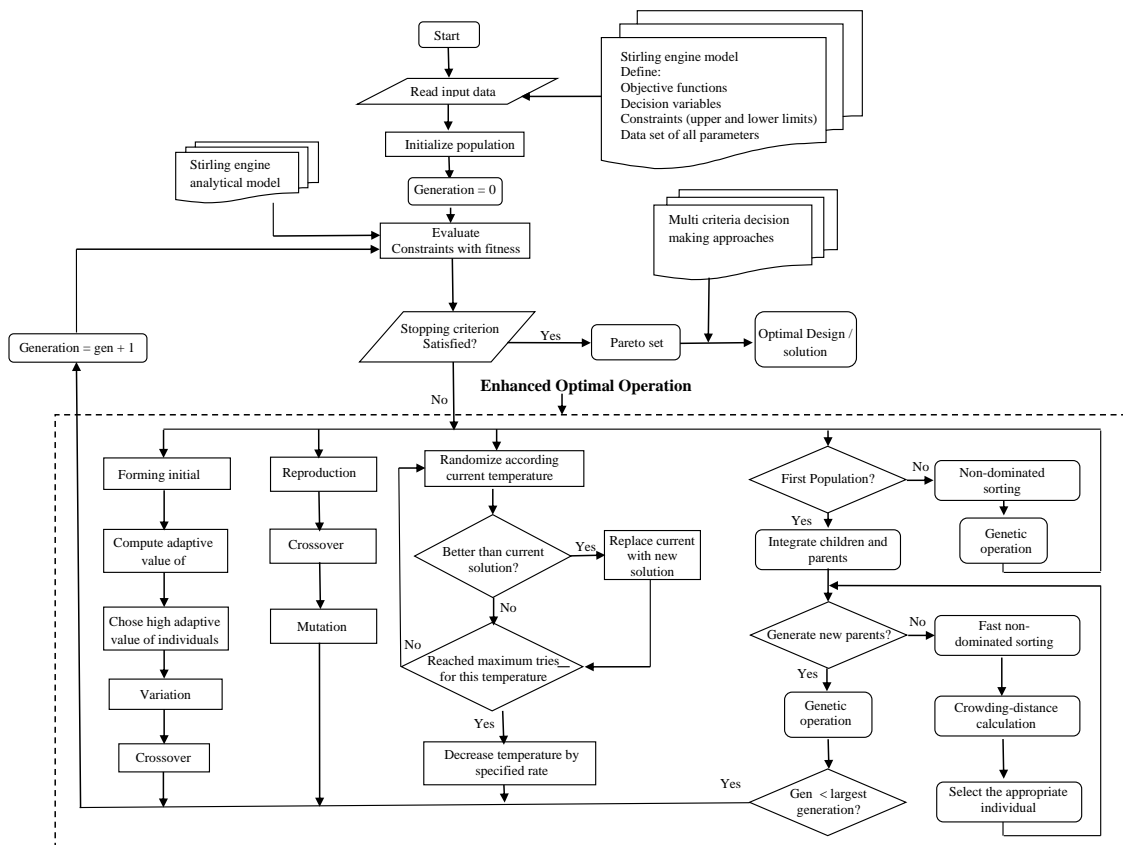 Start
Read input data
Stirling engine model
Define:
Objective functions
Decision variables
Constraints (upper and lower limits)
Data set of all parameters
Initialize population
Stirling engine
analytical model
Generation = 0
Multi criteria decision
making approaches
Evaluate
Constraints with fitness
Generation = gen + 1
Stopping criterion
Satisfied?
Yes
Pareto set
Optimal Design /
solution
No
Enhanced Optimal Operation
Forming initial
Compute adaptive
value of
Chose high adaptive
value of individuals
Variation
Crossover
Reproduction
Crossover
Mutation
Randomize according
current temperature
Better than current
solution?
Yes
Replace current
with new
solution
No
No
Reached maximum tries
for this temperature
Yes
Decrease temperature by
specified rate
First Population?
No
Non-dominated
sorting
Genetic
operation
Yes
Integrate children and
parents
Generate new parents?
No
Fast non-
dominated sorting
Crowding-distance
calculation
Select the appropriate
individual
Yes
Genetic
operation
Gen < largest
generation?
Yes